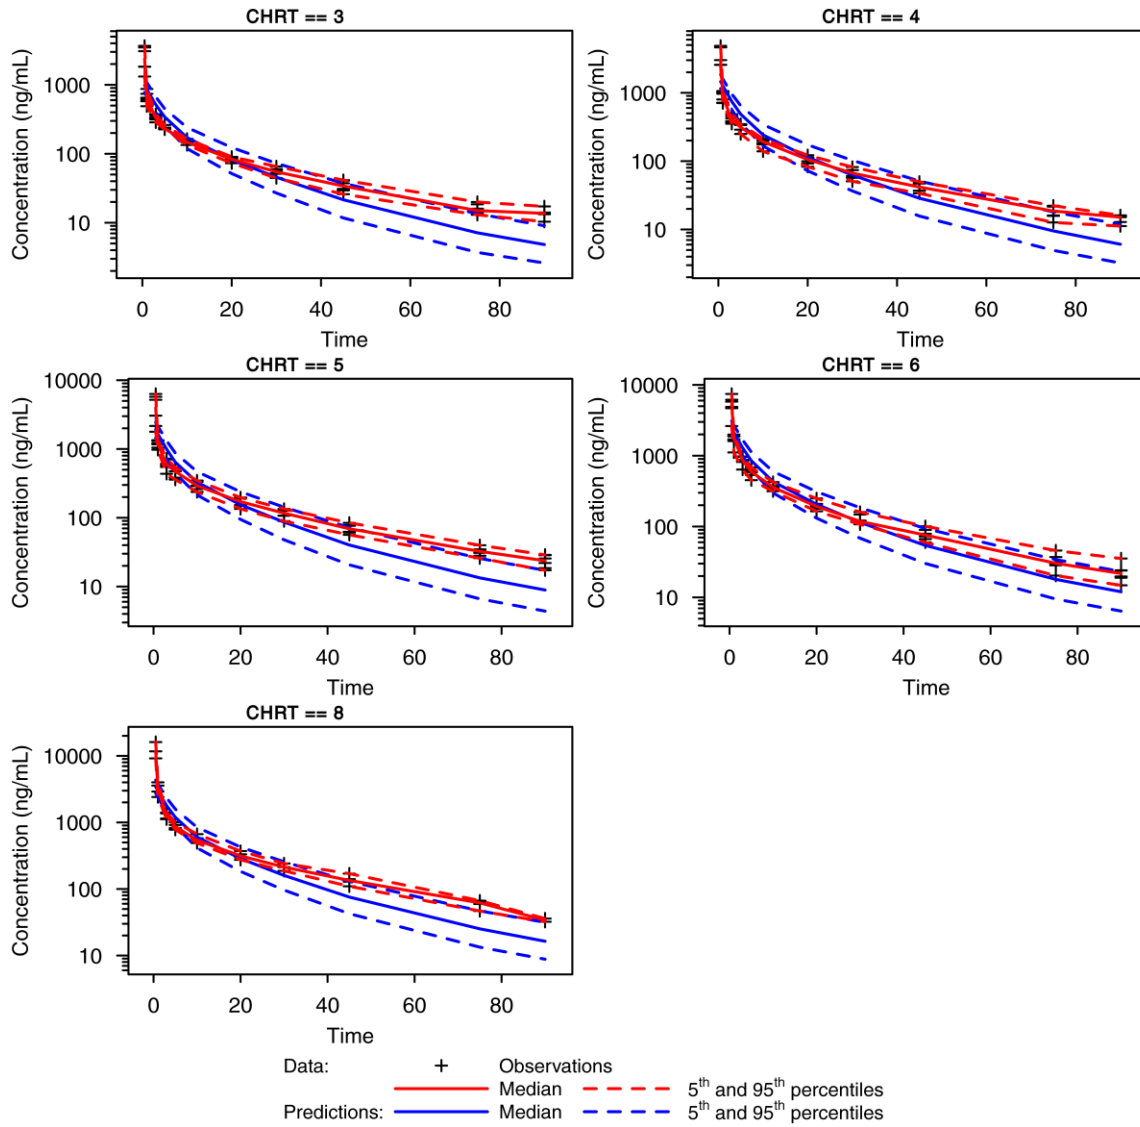 CHRT == 3
Concentration (ng/mL)
1000
100
10
0 20 40 60 80
Time
CHRT == 4
Concentration (ng/mL)
1000
100
10
0 20 40 60 80
Time
CHRT == 5
Concentration (ng/mL)
10000
1000
100
10
0 20 40 60 80
Time
CHRT == 6
Concentration (ng/mL)
10000
1000
100
10
0 20 40 60 80
Time
CHRT == 8
Concentration (ng/mL)
10000
1000
100
10
0 20 40 60 80
Time
Data: + Observations
Median 5th and 95th percentiles
Predictions: Median 5th and 95th percentiles